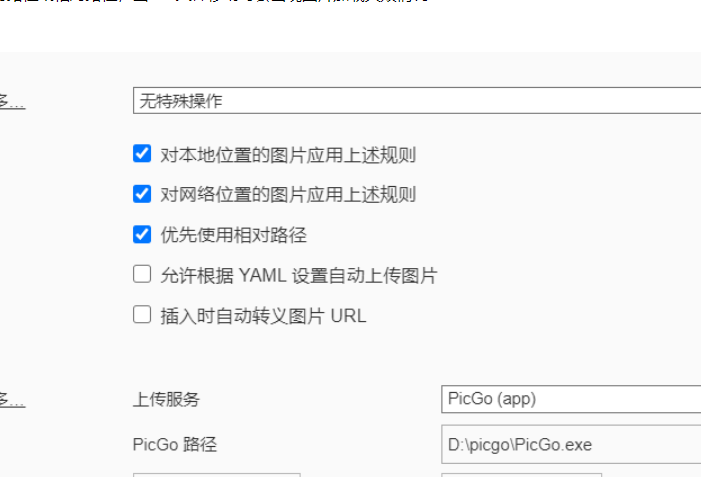 多...
无特殊操作
对本地位置的图片应用上述规则
对网络位置的图片应用上述规则
优先使用相对路径
允许根据 YAML 设置自动上传图片
插入时自动转义图片 URL
多...
上传服务
PicGo (app)
PicGo 路径
D:\picgo\PicGo.exe